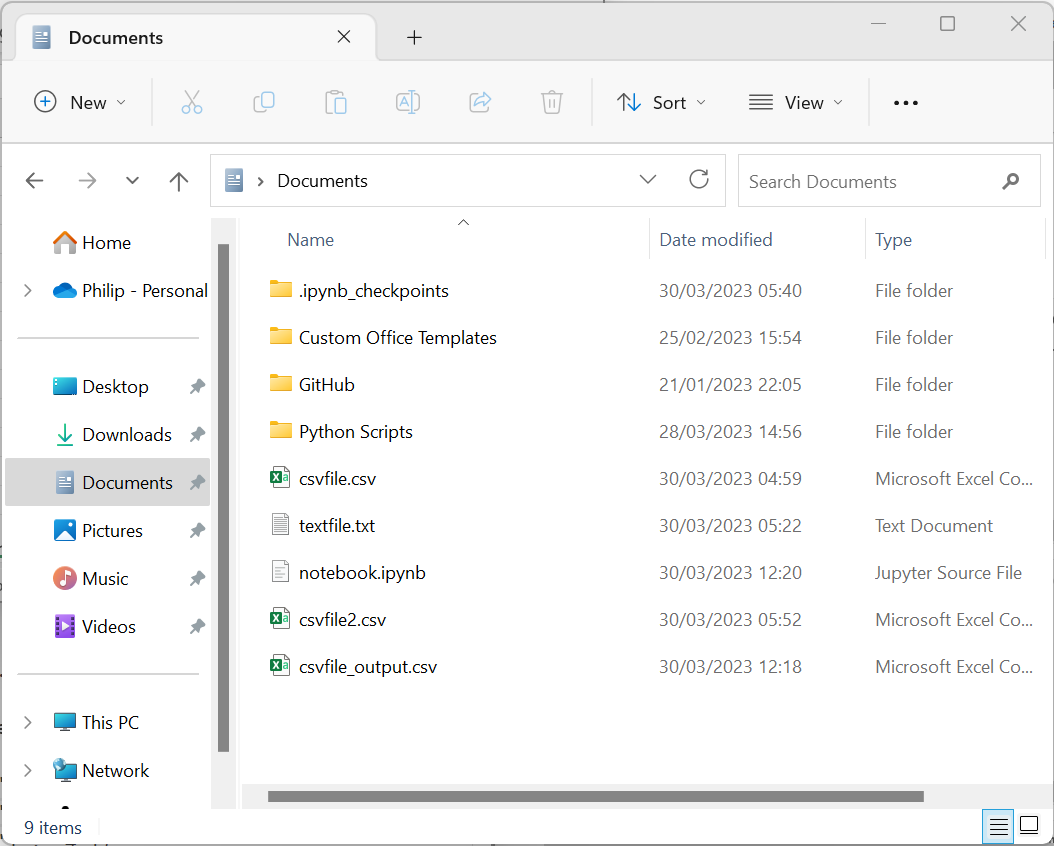 Documents
New Sort View
Documents Search Documents
Name Date modified Type
Home
Philip - Personal
Desktop
Downloads
Documents
Pictures
Music
Videos
This PC
Network
.ipynb_checkpoints 30/03/2023 05:40 File folder
Custom Office Templates 25/02/2023 15:54 File folder
GitHub 21/01/2023 22:05 File folder
Python Scripts 28/03/2023 14:56 File folder
csvfile.csv 30/03/2023 04:59 Microsoft Excel Co...
textfile.txt 30/03/2023 05:22 Text Document
notebook.ipynb 30/03/2023 12:20 Jupyter Source File
csvfile2.csv 30/03/2023 05:52 Microsoft Excel Co...
csvfile_output.csv 30/03/2023 12:18 Microsoft Excel Co...
9 items